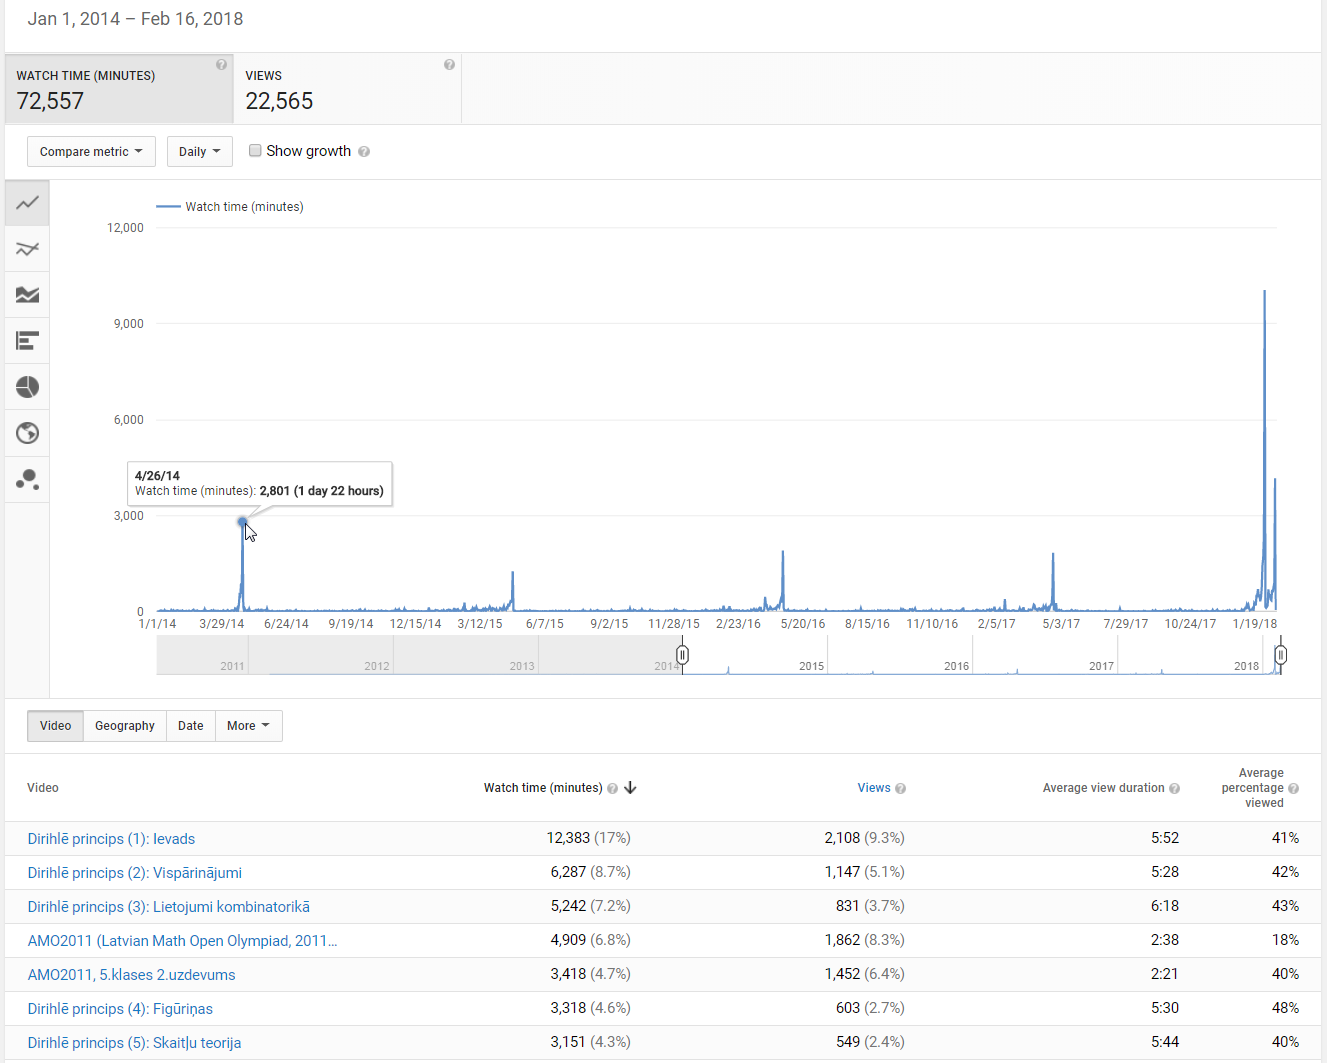 Jan 1, 2014 – Feb 16, 2018
WATCH TIME (MINUTES)
72,557
VIEWS
22,565
Compare metric
Daily
Show growth
Watch time (minutes)
12,000
9,000
6,000
3,000
0
4/26/14
Watch time (minutes): 2,801 (1 day 22 hours)
1/1/14 3/29/14 6/24/14 9/19/14 12/15/14 3/12/15 6/7/15 9/2/15 11/28/15 2/23/16 5/20/16 8/15/16 11/10/16 2/5/17 5/3/17 7/29/17 10/24/17 1/19/18
2011 2012 2013 2014 2015 2016 2017 2018
Video Geography Date More
Video Watch time (minutes) Views Average view duration Average percentage viewed
Dirihlē princips (1): Ievads 12,383 (17%) 2,108 (9.3%) 5:52 41%
Dirihlē princips (2): Vispārinājumi 6,287 (8.7%) 1,147 (5.1%) 5:28 42%
Dirihlē princips (3): Lietojumi kombinatorikā 5,242 (7.2%) 831 (3.7%) 6:18 43%
AMO2011 (Latvian Math Open Olympiad, 2011... 4,909 (6.8%) 1,862 (8.3%) 2:38 18%
AMO2011, 5.klases 2.uzdevums 3,418 (4.7%) 1,452 (6.4%) 2:21 40%
Dirihlē princips (4): Figūriņas 3,318 (4.6%) 603 (2.7%) 5:30 48%
Dirihlē princips (5): Skaitļu teorija 3,151 (4.3%) 549 (2.4%) 5:44 40%